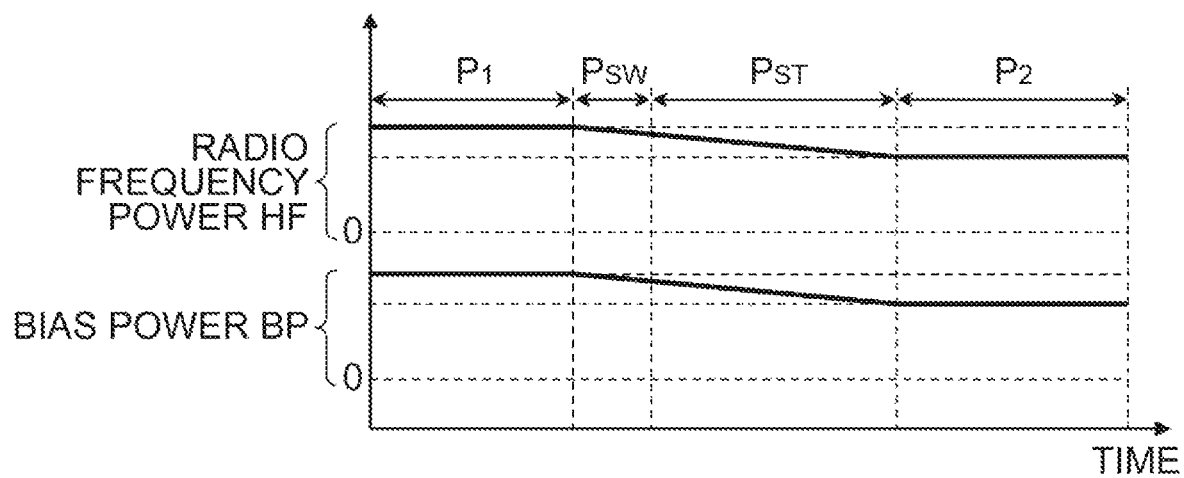 P1
PSW
PST
P2
RADIO
FREQUENCY
POWER HF
0
BIAS POWER BP
0
TIME